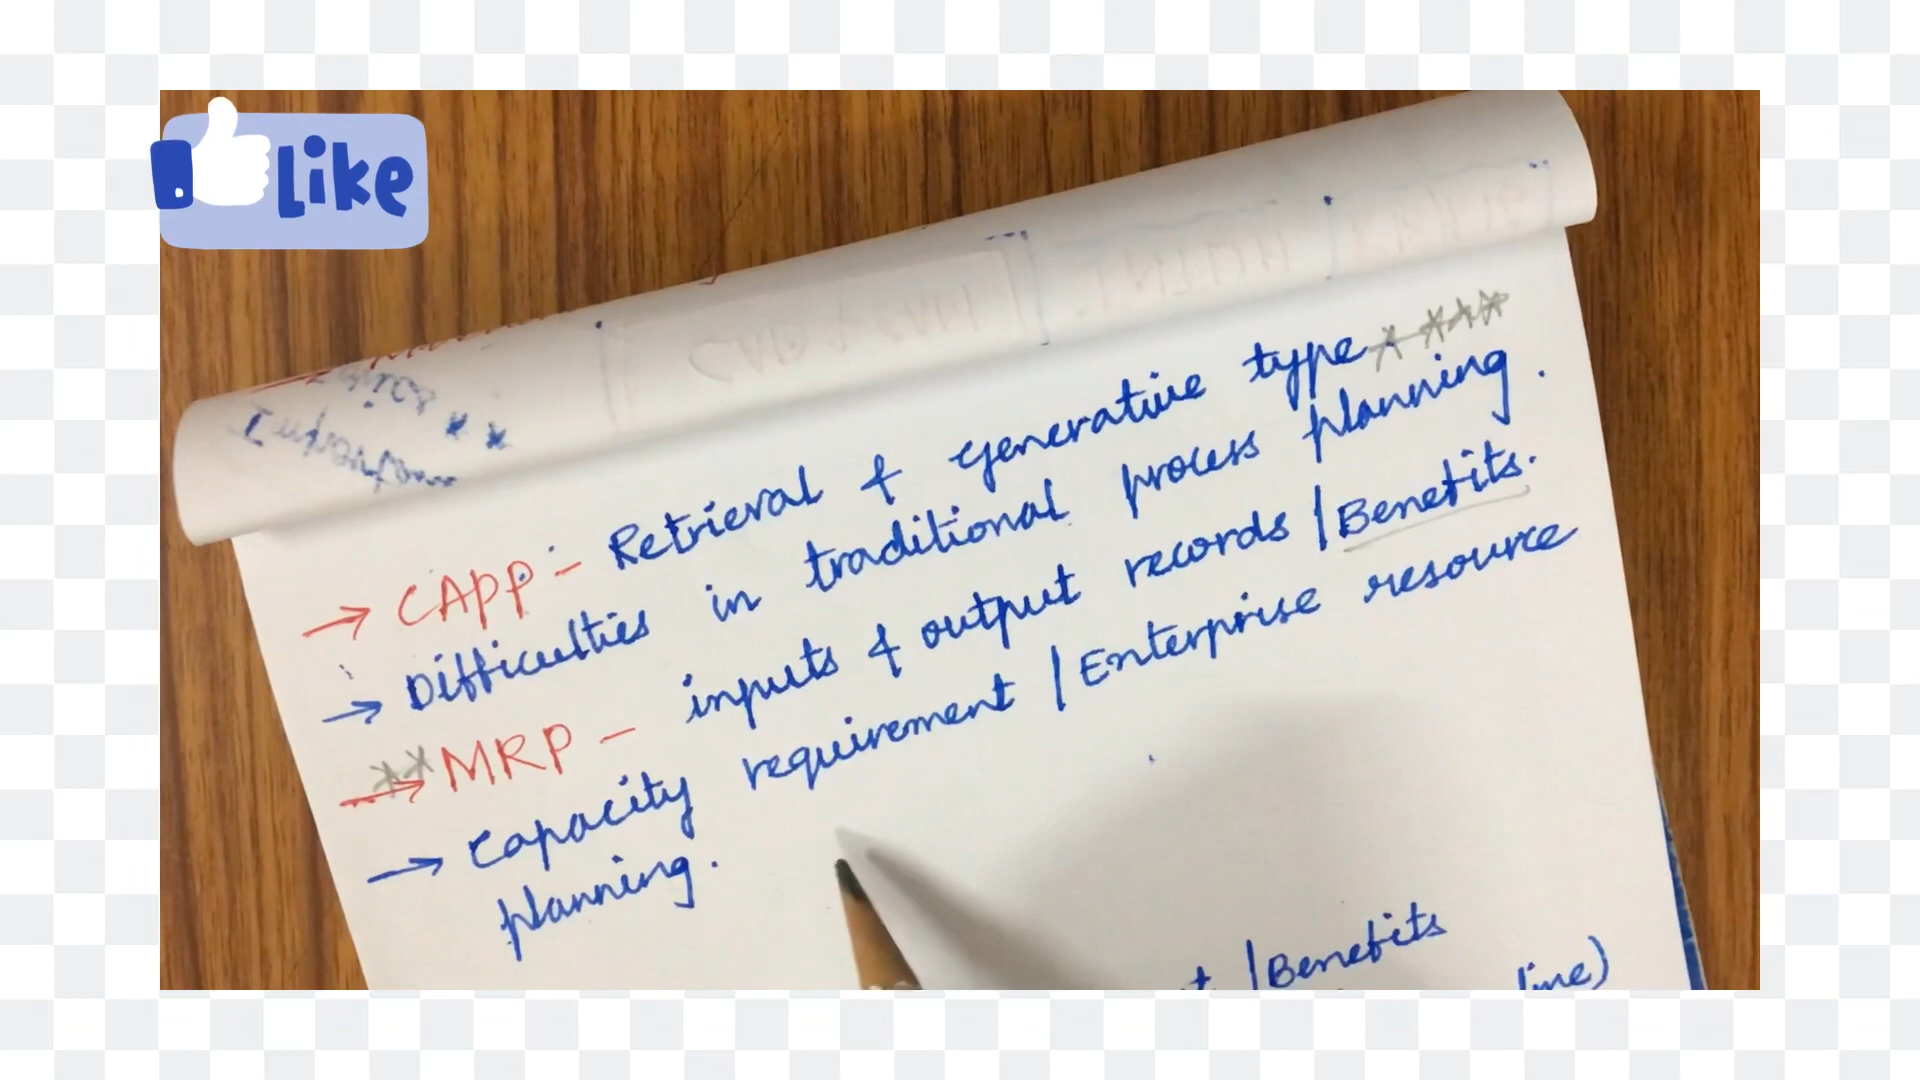 Like
→ CAPP :- Retrieval & generative type * ***
→ Difficulties in traditional process planning.
** → MRP - inputs & output records | Benefits.
→ Capacity requirement | Enterprise resource
planning.
| Benefits
line)